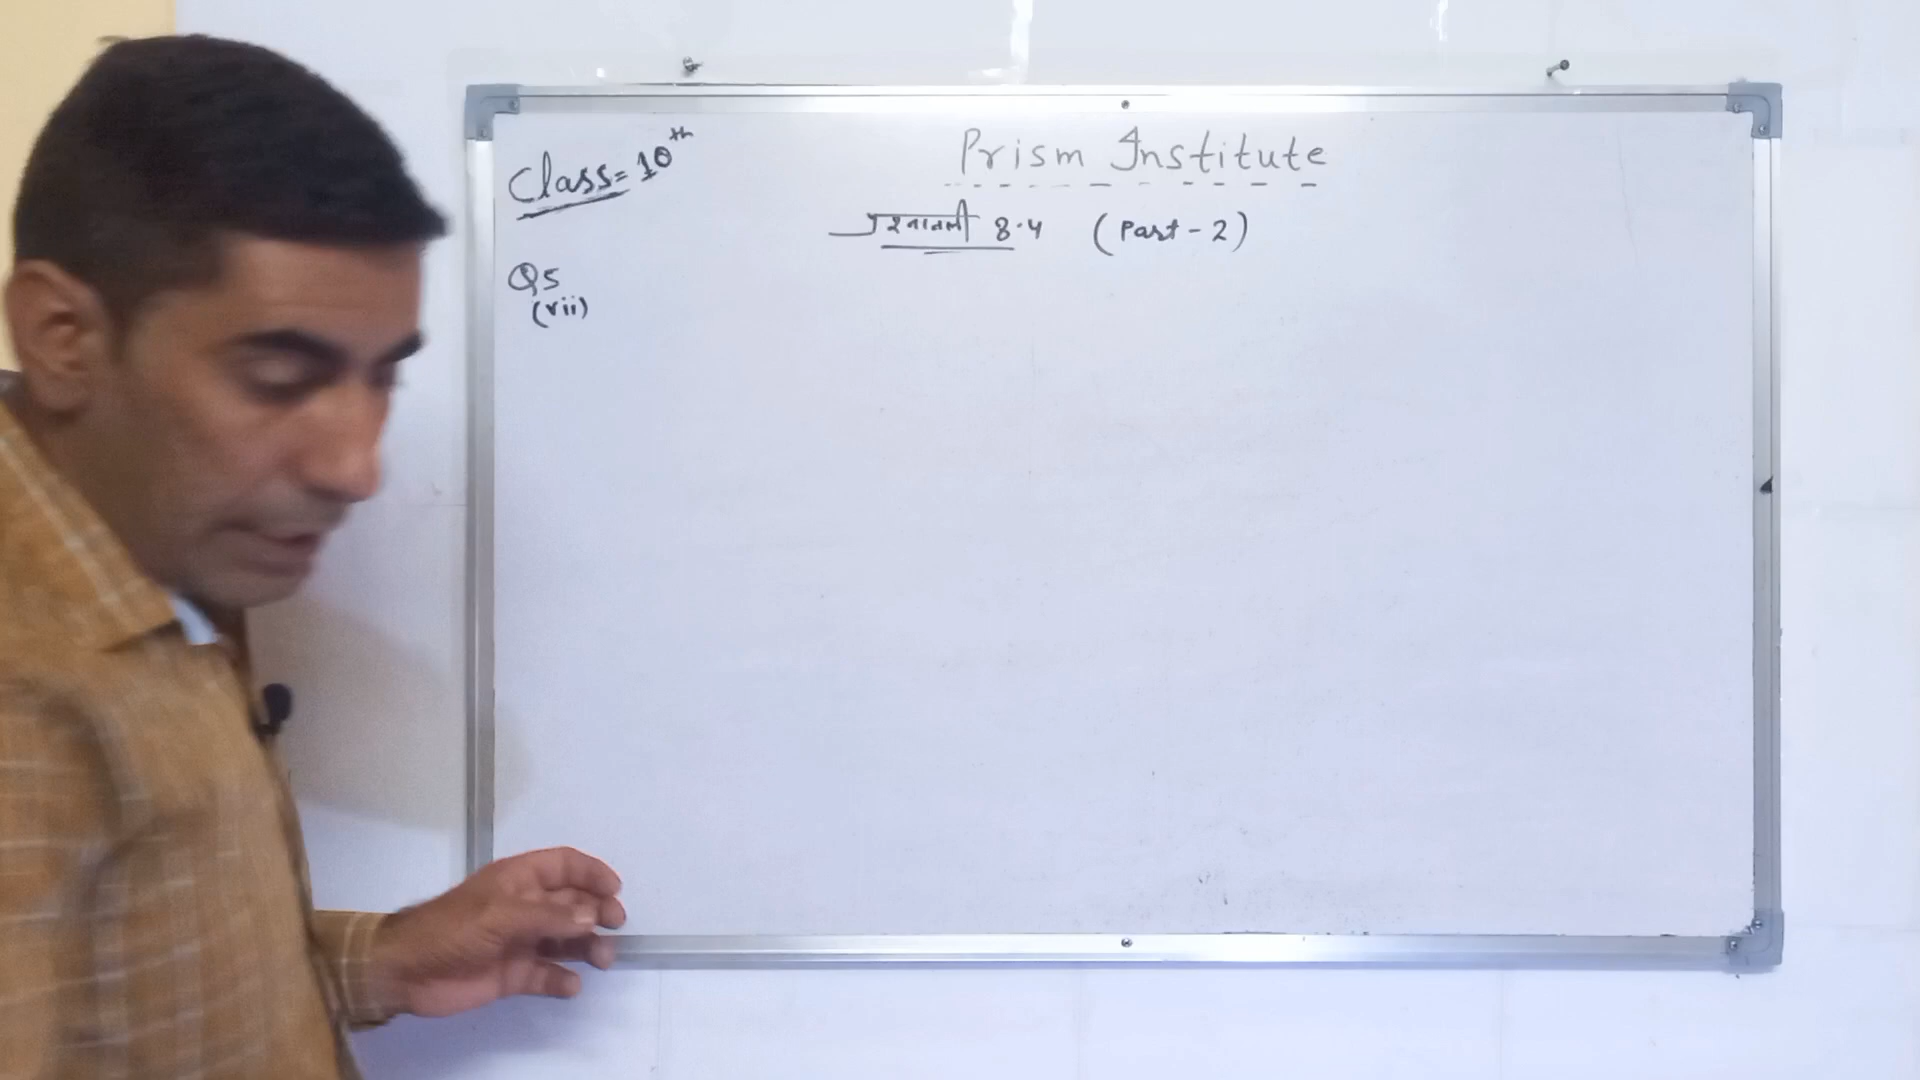 Class= 10th
Prism Institute
प्रश्नावली 8.4 (Part-2)
Q5
(vii)